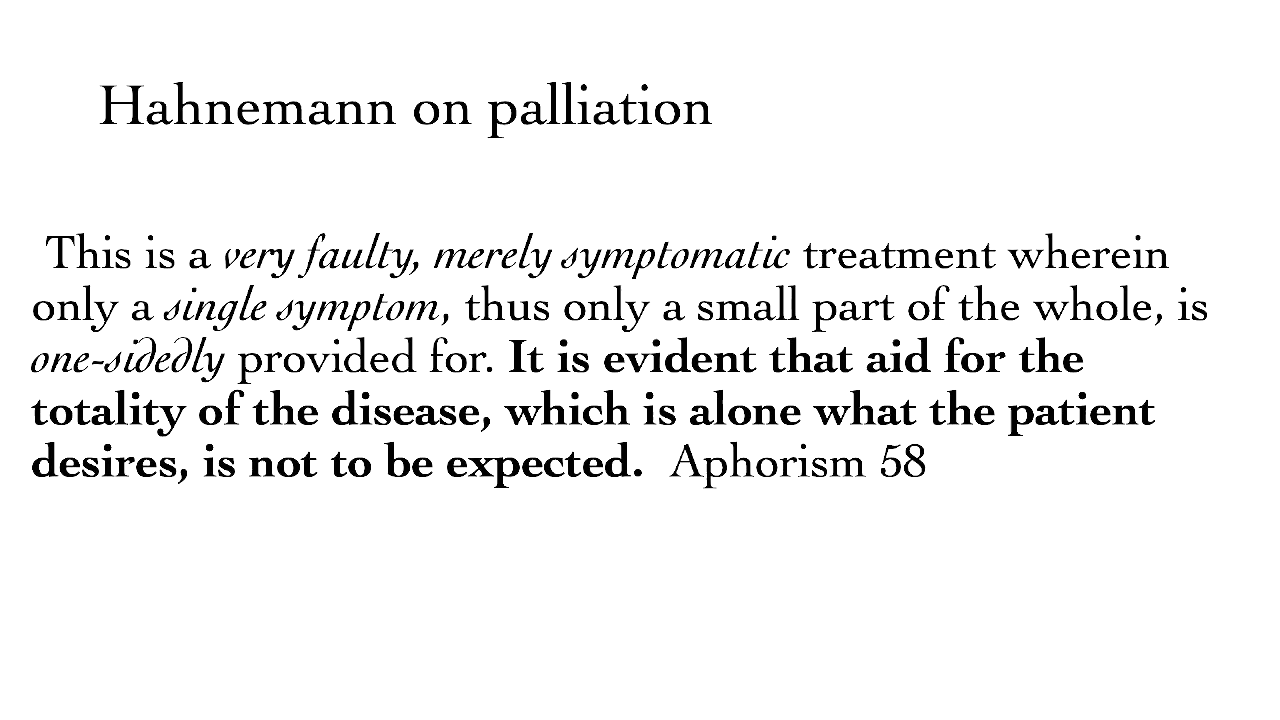 Hahnemann on palliation
This is a very faulty, merely symptomatic treatment wherein
only a single symptom, thus only a small part of the whole, is
one-sidedly provided for. It is evident that aid for the
totality of the disease, which is alone what the patient
desires, is not to be expected. Aphorism 58